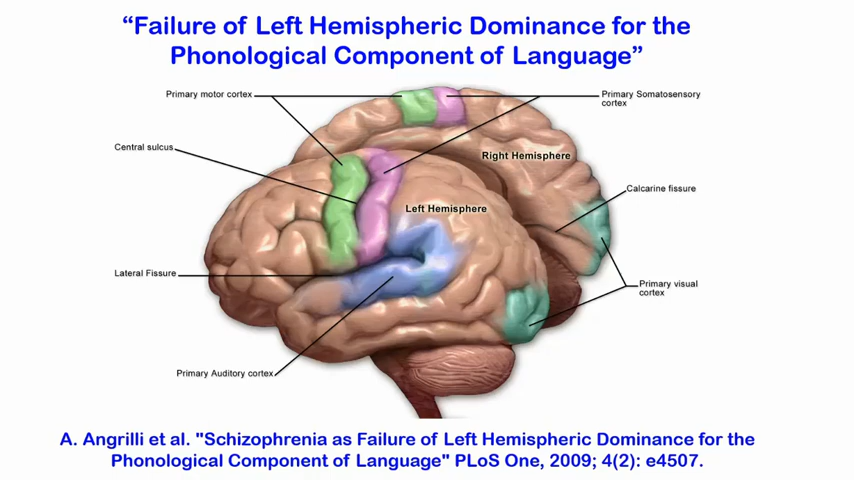 “Failure of Left Hemispheric Dominance for the
Phonological Component of Language”
Primary motor cortex
Primary Somatosensory
cortex
Central sulcus
Right Hemisphere
Calcarine fissure
Left Hemisphere
Lateral Fissure
Primary visual
cortex
Primary Auditory cortex
A. Angrilli et al. "Schizophrenia as Failure of Left Hemispheric Dominance for the
Phonological Component of Language" PLoS One, 2009; 4(2): e4507.